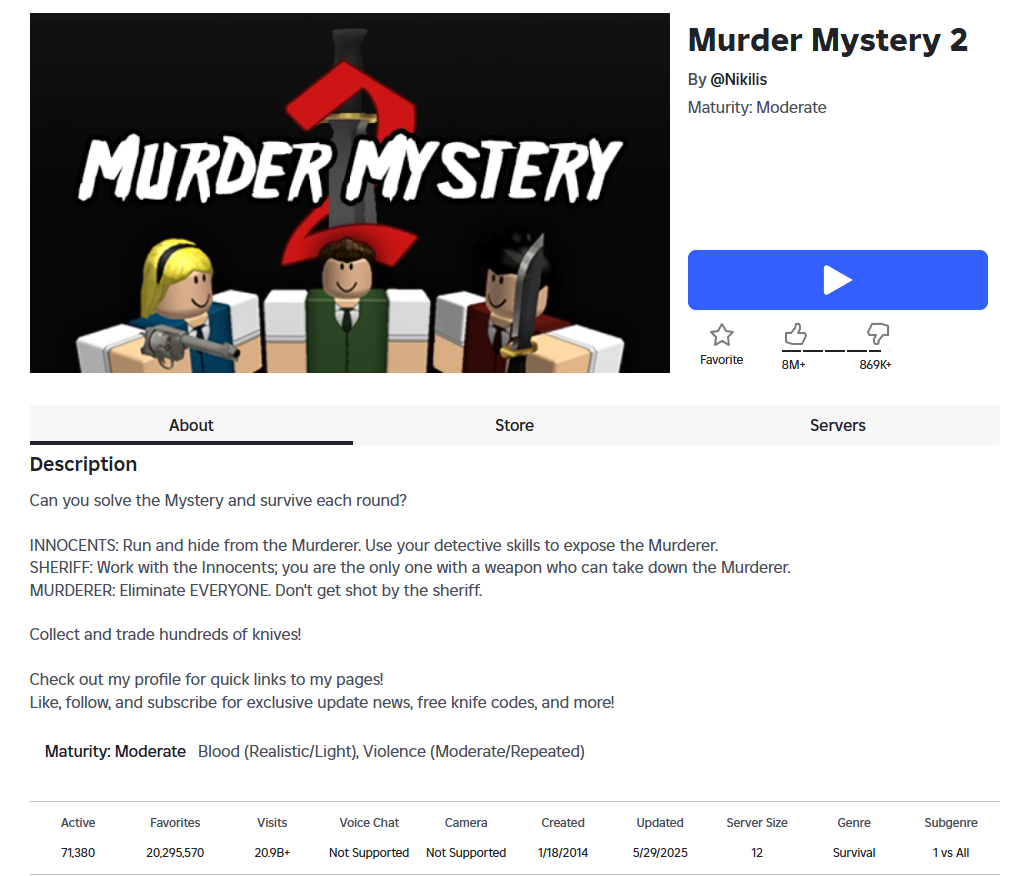 MURDER MYSTERY
2
Murder Mystery 2
By @Nikilis
Maturity: Moderate
Favorite
8M+
869K+
About
Store
Servers
Description
Can you solve the Mystery and survive each round?
INNOCENTS: Run and hide from the Murderer. Use your detective skills to expose the Murderer.
SHERIFF: Work with the Innocents; you are the only one with a weapon who can take down the Murderer.
MURDERER: Eliminate EVERYONE. Don't get shot by the sheriff.
Collect and trade hundreds of knives!
Check out my profile for quick links to my pages!
Like, follow, and subscribe for exclusive update news, free knife codes, and more!
Maturity: Moderate Blood (Realistic/Light), Violence (Moderate/Repeated)
Active Favorites Visits Voice Chat Camera Created Updated Server Size Genre Subgenre
71,380 20,295,570 20.9B+ Not Supported Not Supported 1/18/2014 5/29/2025 12 Survival 1 vs All